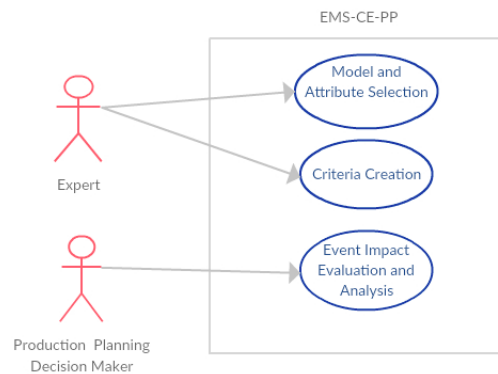 EMS-CE-PP
Model and
Attribute Selection
Criteria Creation
Expert
Event Impact
Evaluation and
Analysis
Production Planning
Decision Maker